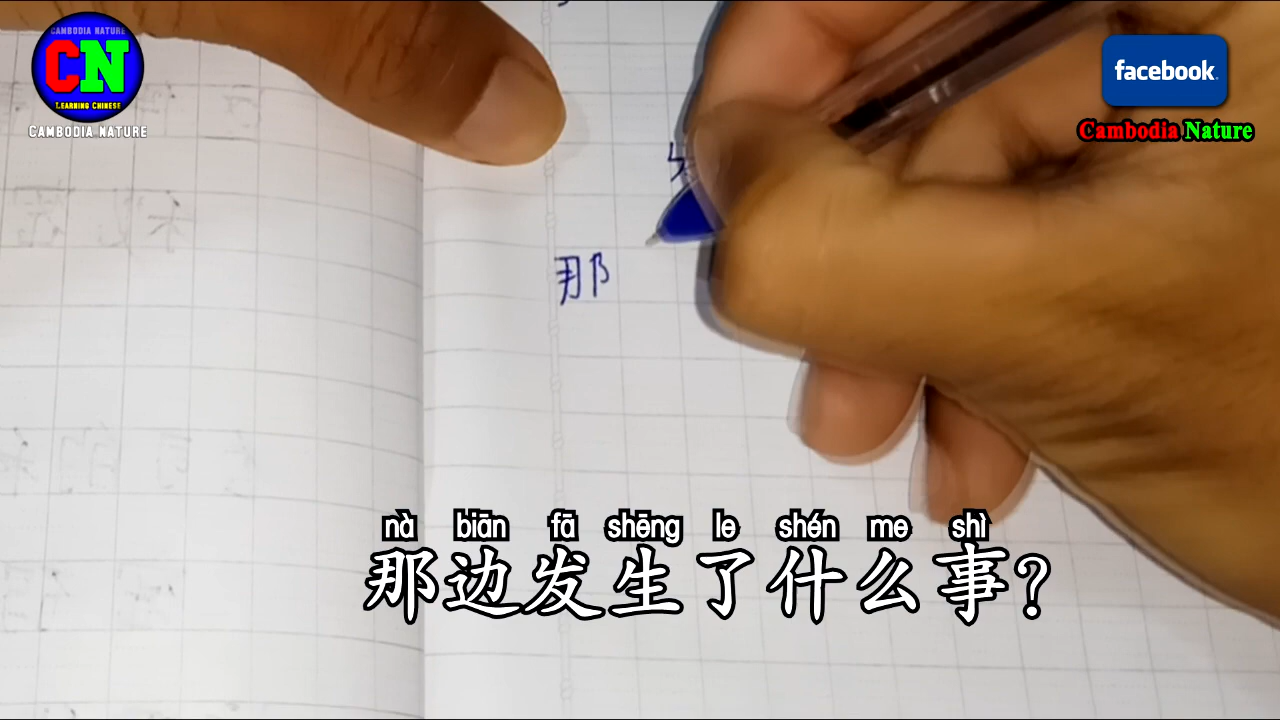 CAMBODIA NATURE
CN
LEARNING CHINESE
CAMBODIA NATURE
facebook
Cambodia Nature
那
nà biān fā shēng le shén me shì
那边发生了什么事?